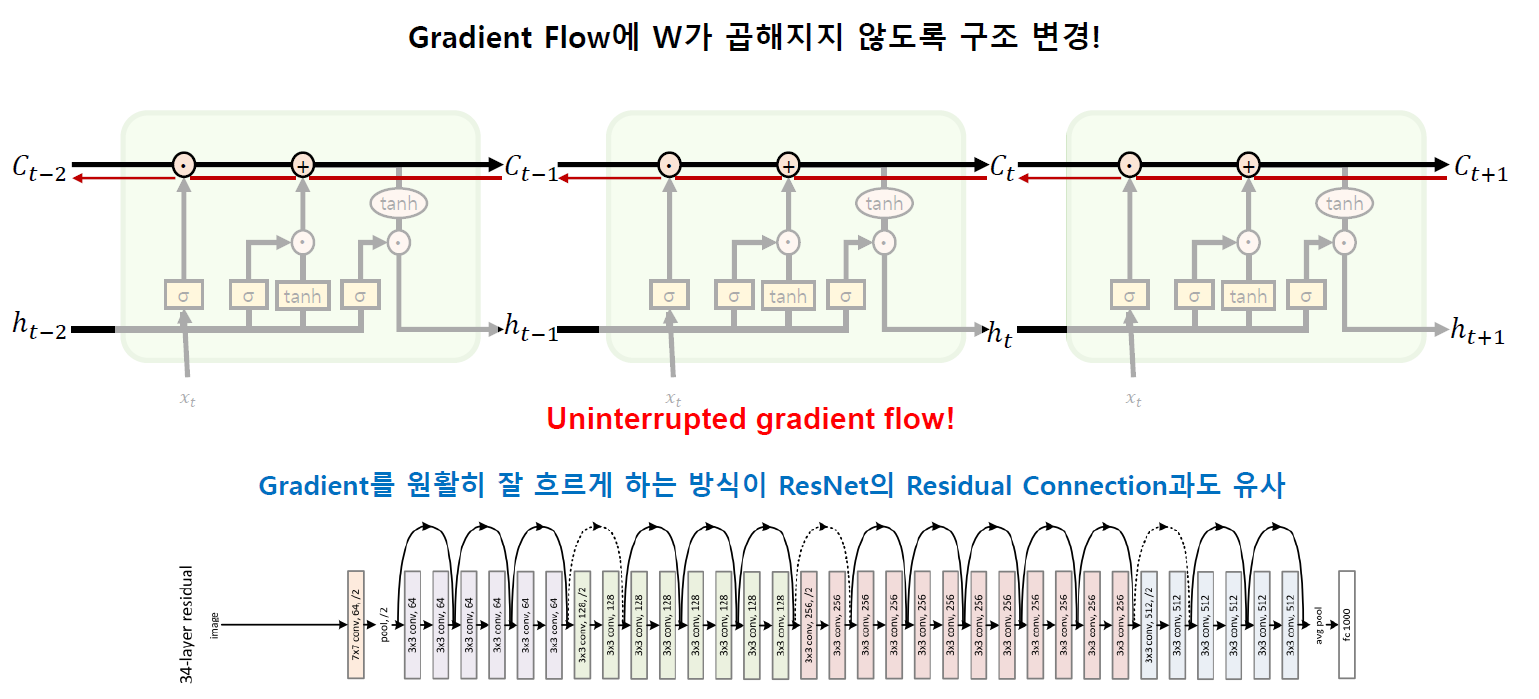 Gradient Flow에 W가 곱해지지 않도록 구조 변경!
C_{t−2}
C_{t−1}
C_t
C_{t+1}
+
+
+
tanh
tanh
tanh
σ
σ
tanh
σ
σ
σ
tanh
σ
σ
σ
tanh
σ
h_{t−2}
h_{t−1}
h_t
h_{t+1}
x_t
x_t
x_t
Uninterrupted gradient flow!
Gradient를 원활히 잘 흐르게 하는 방식이 ResNet의 Residual Connection과도 유사
34-layer residual
image
7x7 conv, 64, /2
pool, /2
3x3 conv, 64
3x3 conv, 64
3x3 conv, 64
3x3 conv, 64
3x3 conv, 64
3x3 conv, 64
3x3 conv, 128, /2
3x3 conv, 128
3x3 conv, 128
3x3 conv, 128
3x3 conv, 128
3x3 conv, 128
3x3 conv, 128
3x3 conv, 128
3x3 conv, 256, /2
3x3 conv, 256
3x3 conv, 256
3x3 conv, 256
3x3 conv, 256
3x3 conv, 256
3x3 conv, 256
3x3 conv, 256
3x3 conv, 256
3x3 conv, 256
3x3 conv, 256
3x3 conv, 256
3x3 conv, 512, /2
3x3 conv, 512
3x3 conv, 512
3x3 conv, 512
3x3 conv, 512
3x3 conv, 512
avg pool
fc 1000